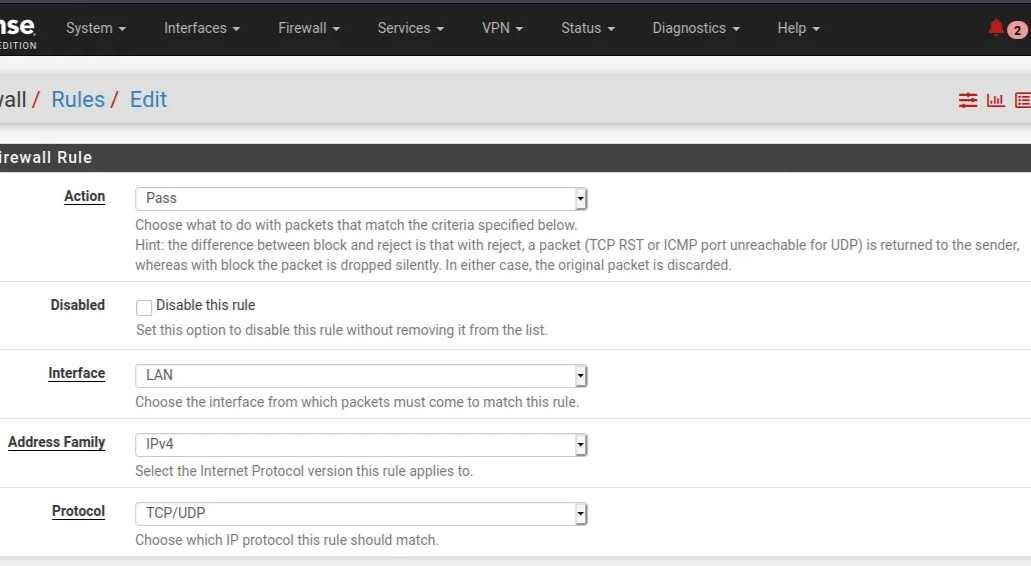 nse
EDITION
System Interfaces Firewall Services VPN Status Diagnostics Help 2
wall / Rules / Edit
irewall Rule
Action Pass
Choose what to do with packets that match the criteria specified below.
Hint: the difference between block and reject is that with reject, a packet (TCP RST or ICMP port unreachable for UDP) is returned to the sender,
whereas with block the packet is dropped silently. In either case, the original packet is discarded.
Disabled Disable this rule
Set this option to disable this rule without removing it from the list.
Interface LAN
Choose the interface from which packets must come to match this rule.
Address Family IPv4
Select the Internet Protocol version this rule applies to.
Protocol TCP/UDP
Choose which IP protocol this rule should match.